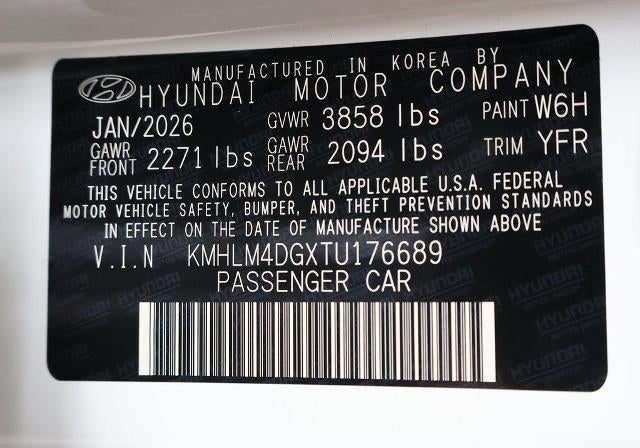 MANUFACTURED IN KOREA BY
HYUNDAI MOTOR COMPANY
JAN/2026 GVWR 3858 lbs PAINT W6H
GAWR FRONT 2271 lbs GAWR REAR 2094 lbs TRIM YFR
THIS VEHICLE CONFORMS TO ALL APPLICABLE U.S.A. FEDERAL
MOTOR VEHICLE SAFETY, BUMPER, AND THEFT PREVENTION STANDARDS
IN EFFECT ON THE DATE OF MANUFACTURE SHOWN ABOVE
V.I.N KMHLM4DGXTU176689
PASSENGER CAR